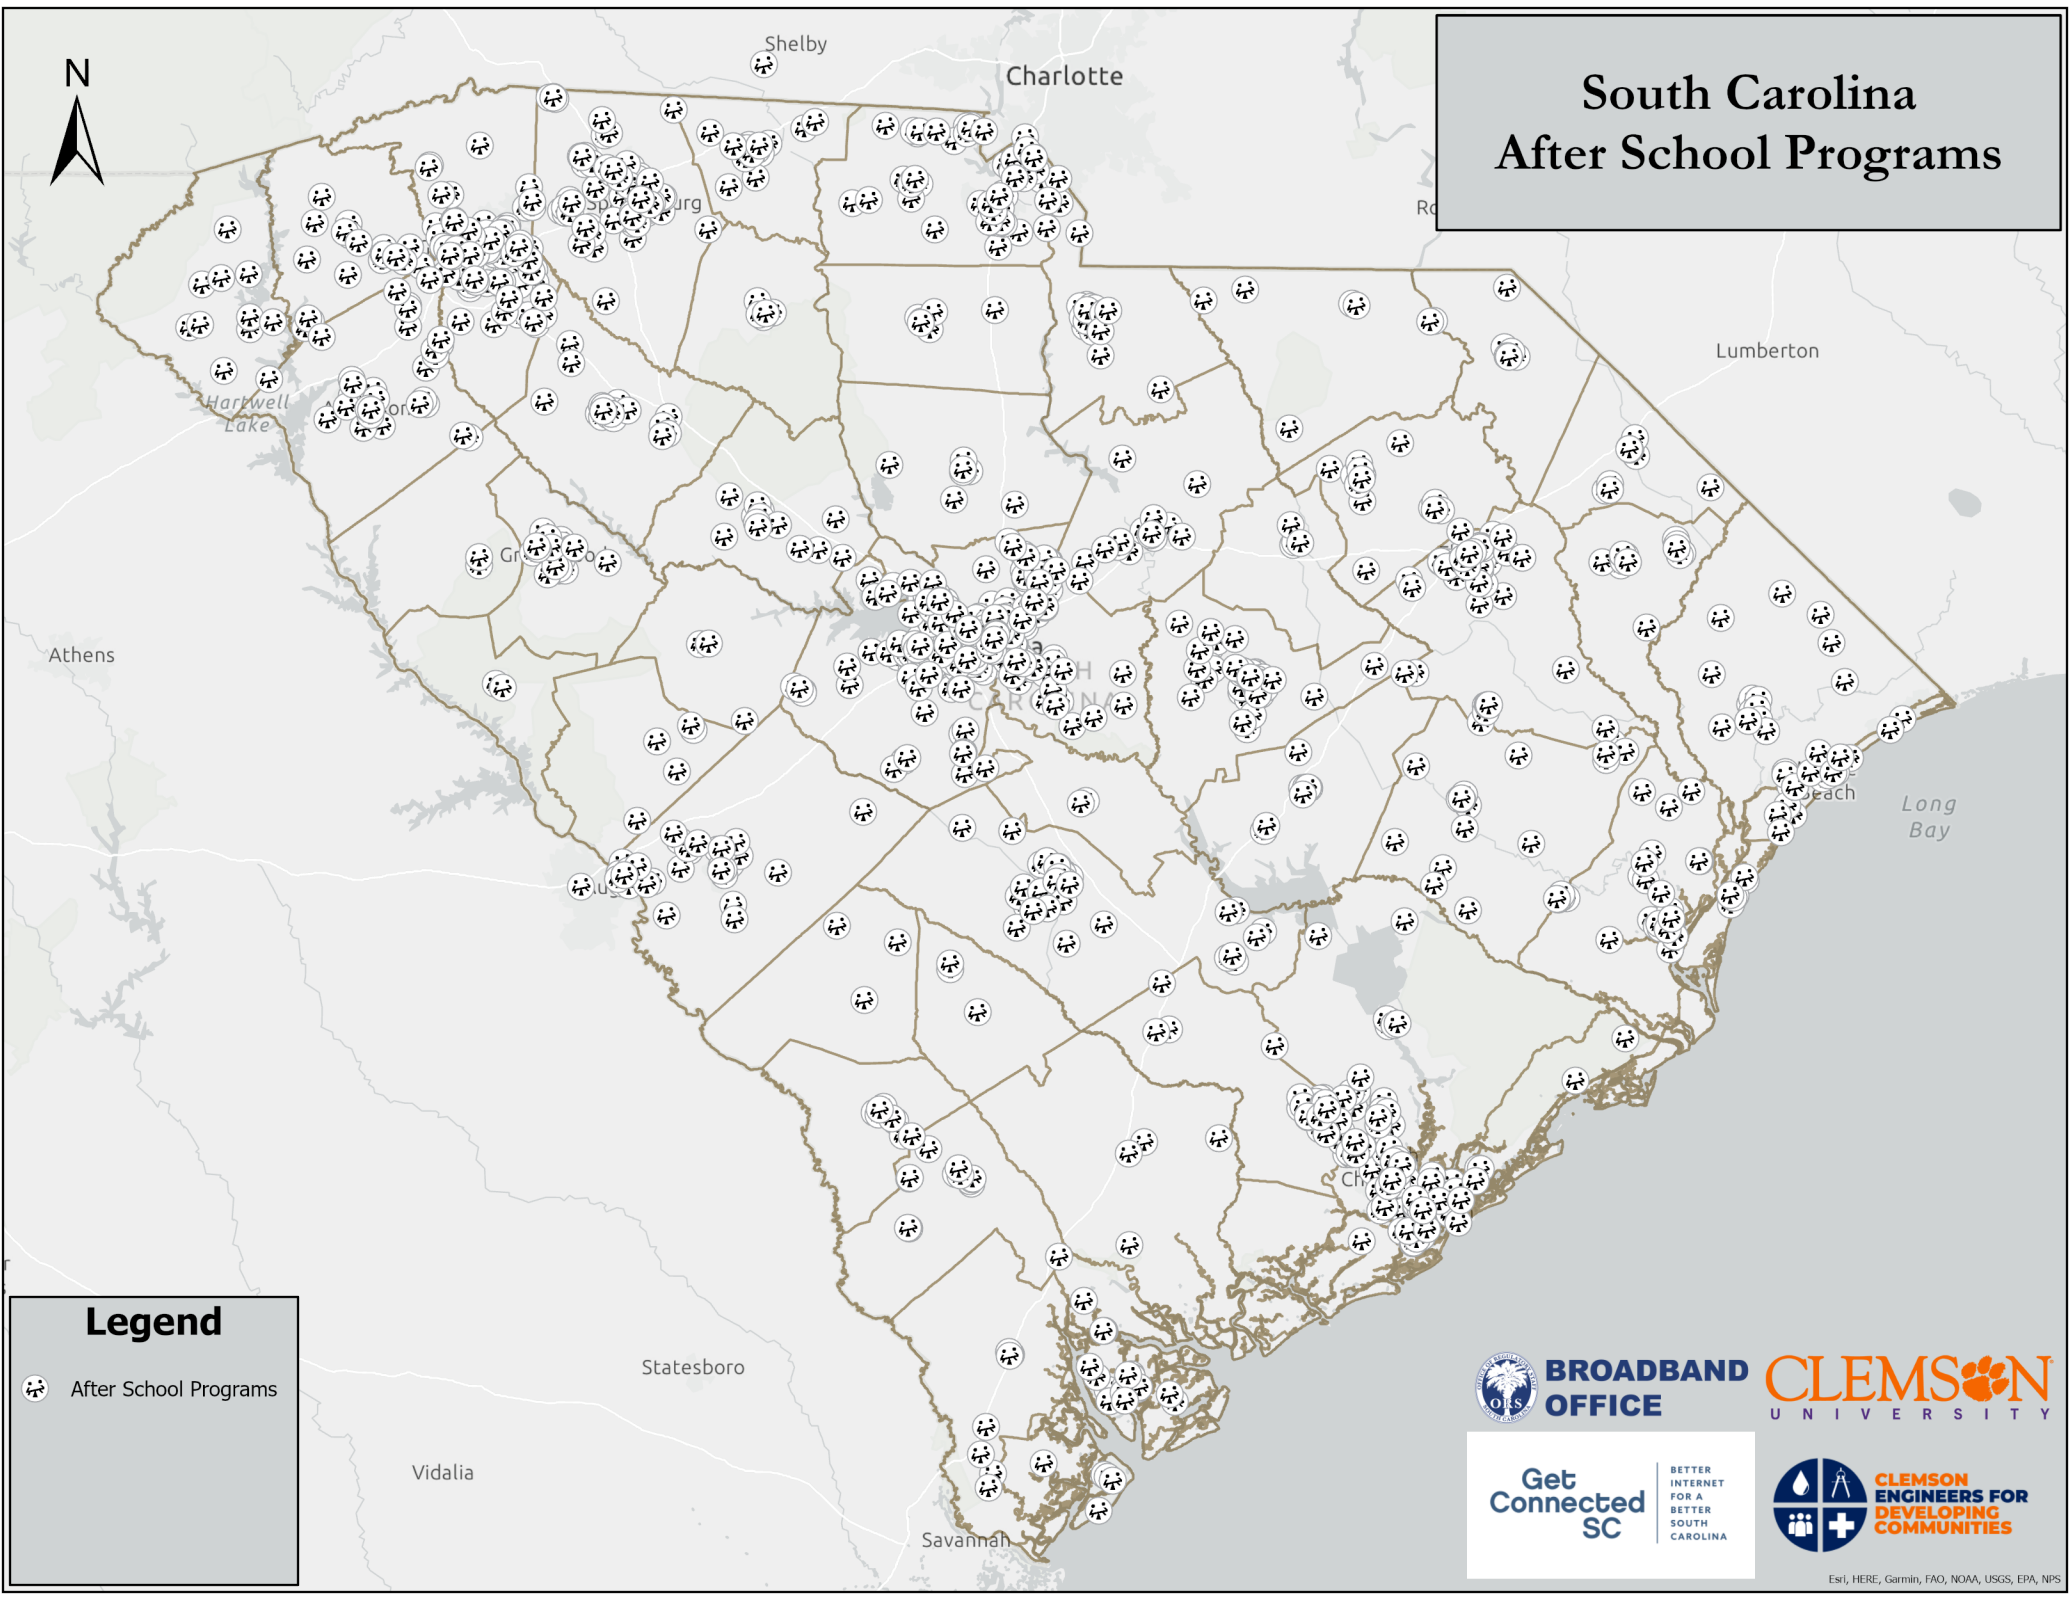 South Carolina
After School Programs
N
Shelby
Charlotte
Lumberton
Hartwell
Lake
Athens
Beach
Long
Bay
Statesboro
Vidalia
Savannah
Legend
After School Programs
BROADBAND
OFFICE
ORS
CLEMSON
UNIVERSITY
Get
Connected
SC
BETTER
INTERNET
FOR A
BETTER
SOUTH
CAROLINA
CLEMSON
ENGINEERS FOR
DEVELOPING
COMMUNITIES
Esri, HERE, Garmin, FAO, NOAA, USGS, EPA, NPS